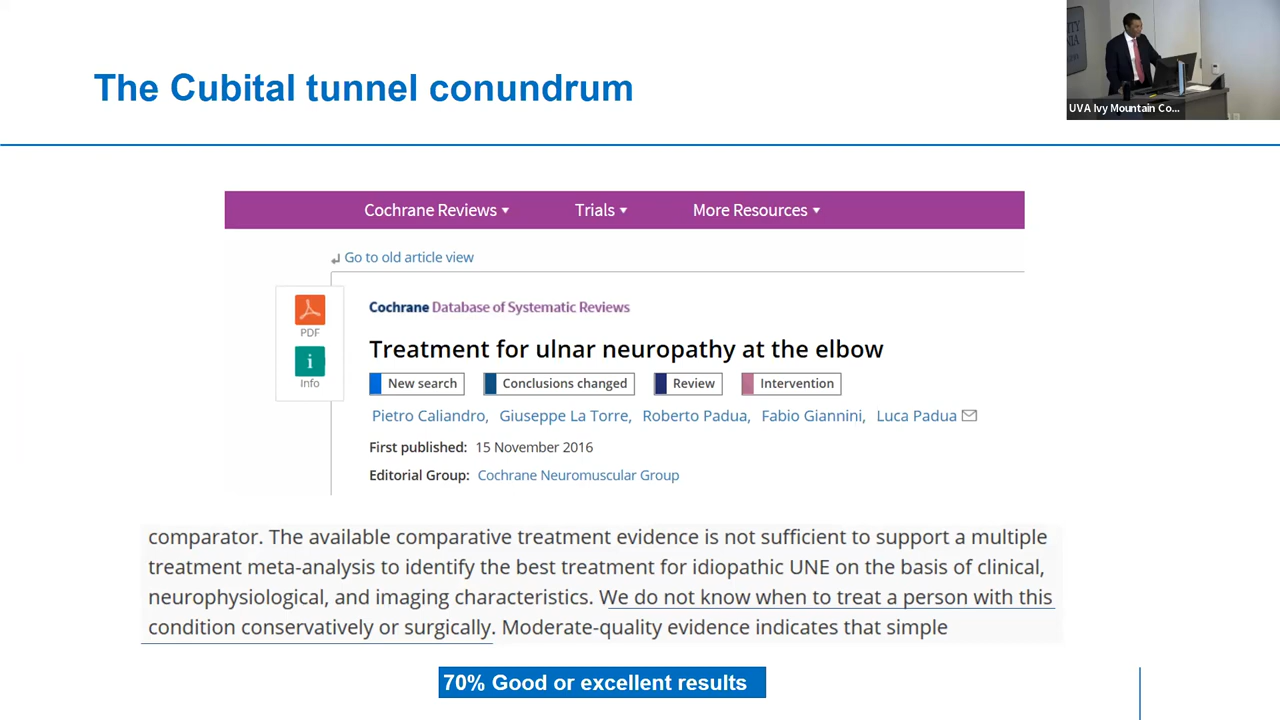 The Cubital tunnel conundrum
UVA Ivy Mountain Co...
Cochrane Reviews
Trials
More Resources
Go to old article view
PDF
Info
Cochrane Database of Systematic Reviews
Treatment for ulnar neuropathy at the elbow
New search
Conclusions changed
Review
Intervention
Pietro Caliandro, Giuseppe La Torre, Roberto Padua, Fabio Giannini, Luca Padua
First published: 15 November 2016
Editorial Group: Cochrane Neuromuscular Group
comparator. The available comparative treatment evidence is not sufficient to support a multiple
treatment meta-analysis to identify the best treatment for idiopathic UNE on the basis of clinical,
neurophysiological, and imaging characteristics. We do not know when to treat a person with this
condition conservatively or surgically. Moderate-quality evidence indicates that simple
70% Good or excellent results